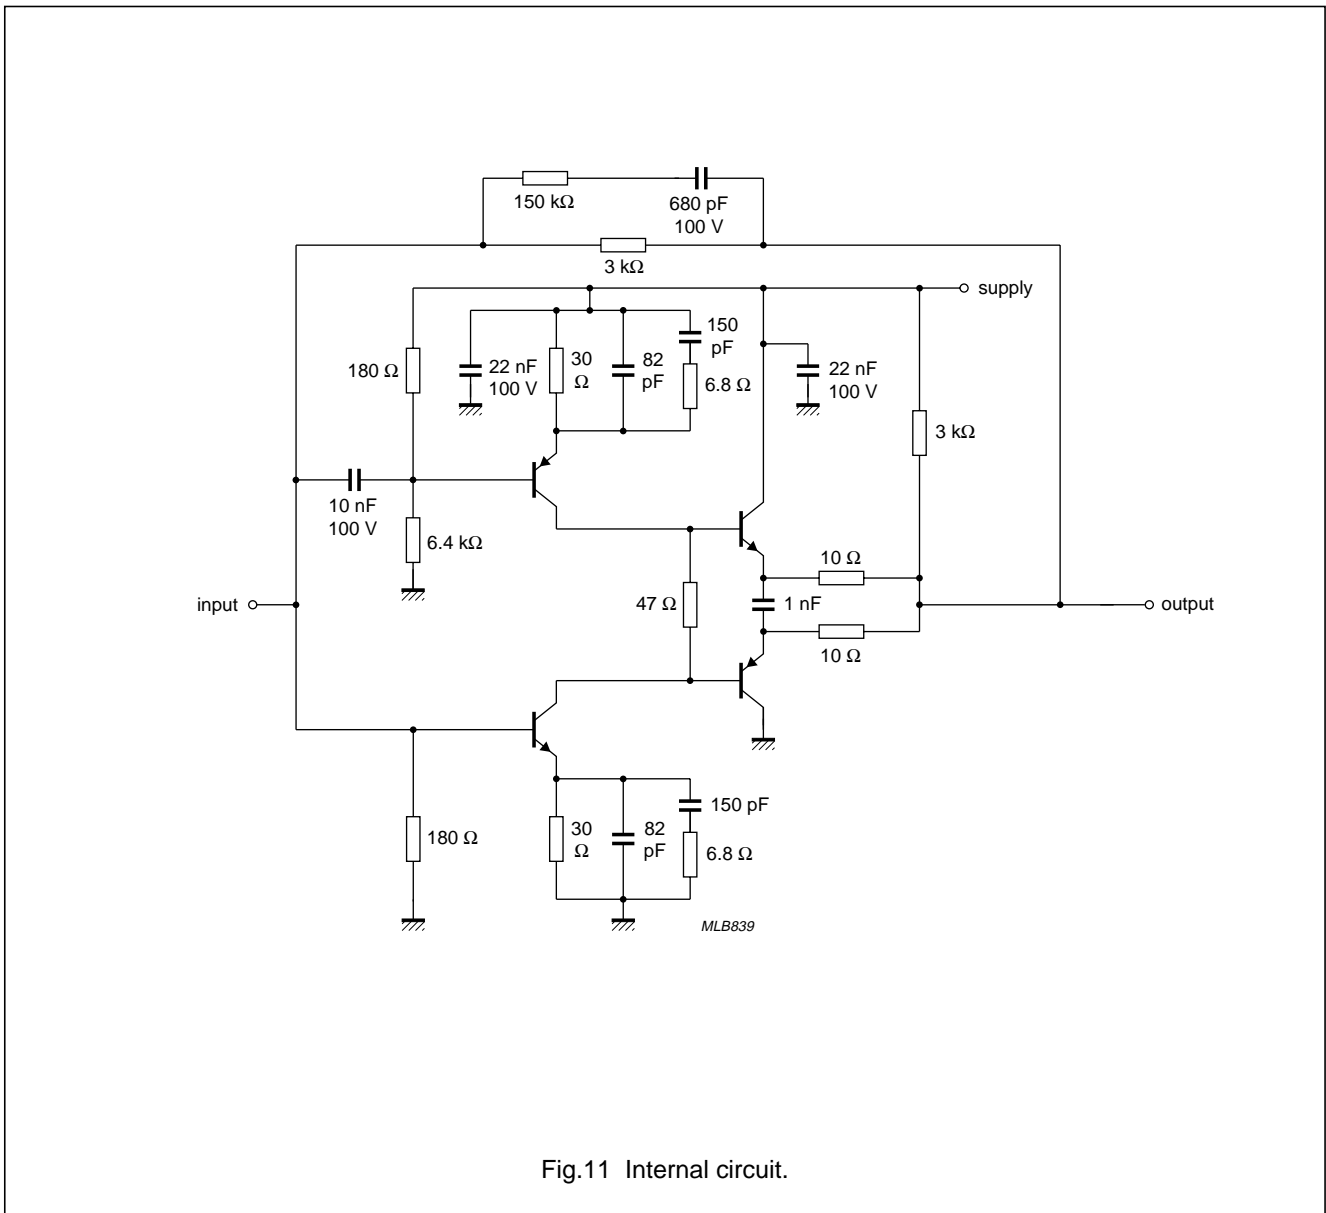 150 kΩ
680 pF
100 V
3 kΩ
supply
180 Ω
22 nF
100 V
30
Ω
82
pF
150
pF
6.8 Ω
22 nF
100 V
3 kΩ
10 nF
100 V
6.4 kΩ
10 Ω
input
47 Ω
1 nF
output
10 Ω
180 Ω
30
Ω
82
pF
150 pF
6.8 Ω
MLB839
Fig.11 Internal circuit.